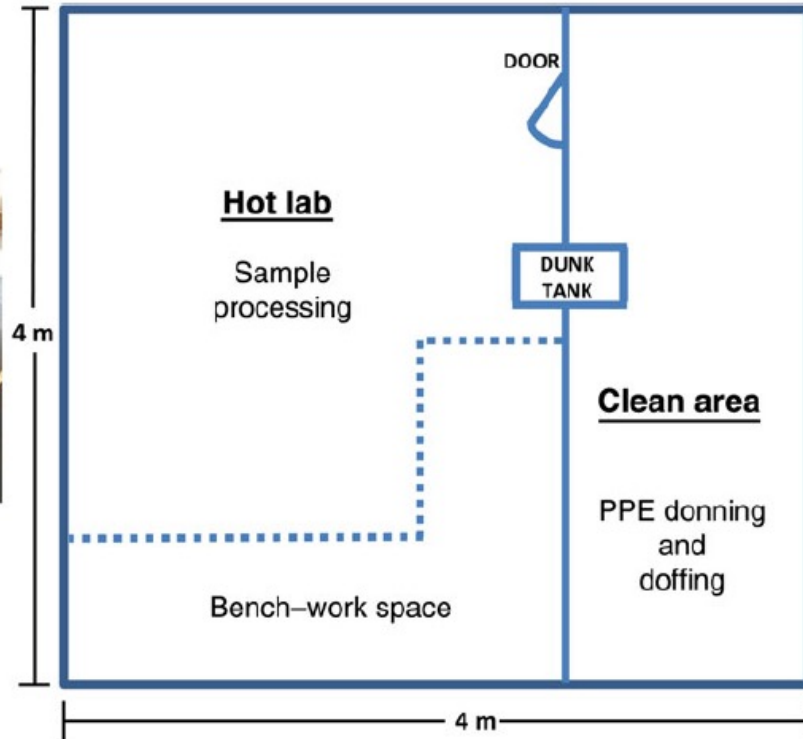 DOOR
Hot lab
Sample
processing
DUNK
TANK
4 m
Clean area
PPE donning
and
doffing
Bench–work space
4 m